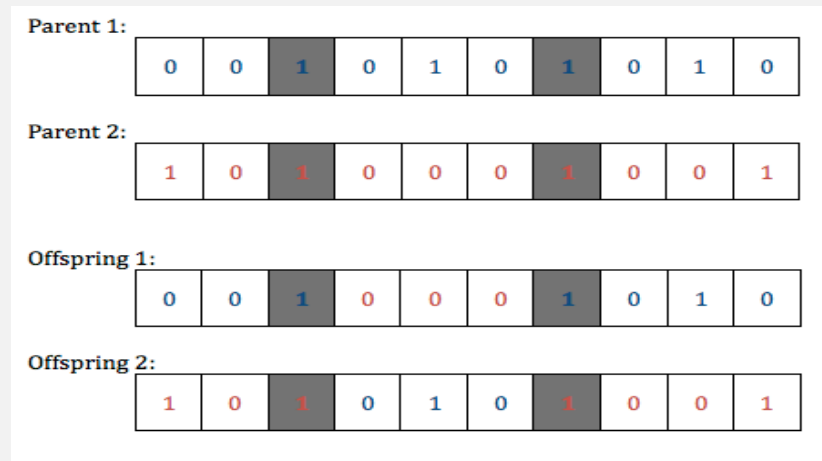 Parent 1:
0 0 1 0 1 0 1 0 1 0
Parent 2:
1 0 1 0 0 0 1 0 0 1
Offspring 1:
0 0 1 0 0 0 1 0 1 0
Offspring 2:
1 0 1 0 1 0 1 0 0 1